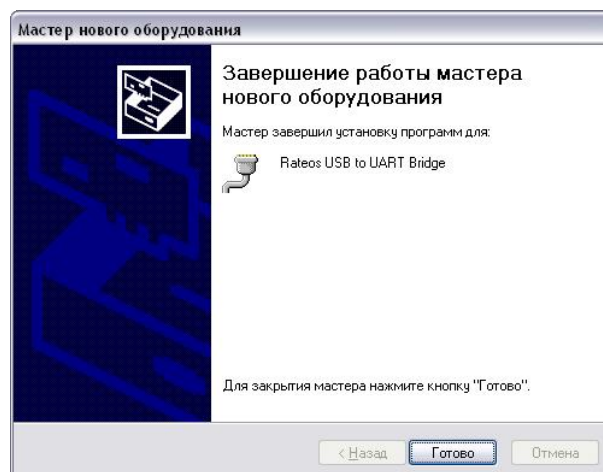 Мастер нового оборудования
Завершение работы мастера
нового оборудования
Мастер завершил установку программ для:
Rateos USB to UART Bridge
Для закрытия мастера нажмите кнопку "Готово".
< Назад
Готово
Отмена